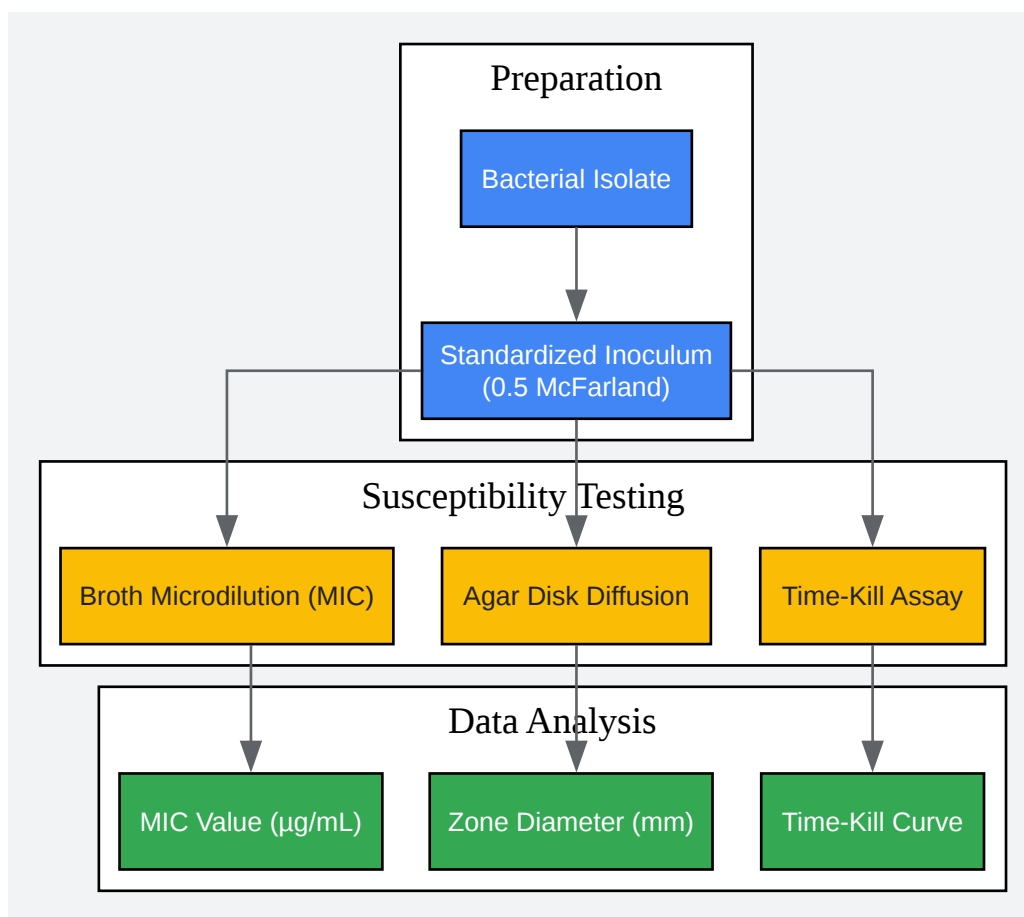 Preparation
Bacterial Isolate
Standardized Inoculum
(0.5 McFarland)
Susceptibility Testing
Broth Microdilution (MIC)
Agar Disk Diffusion
Time-Kill Assay
Data Analysis
MIC Value (µg/mL)
Zone Diameter (mm)
Time-Kill Curve